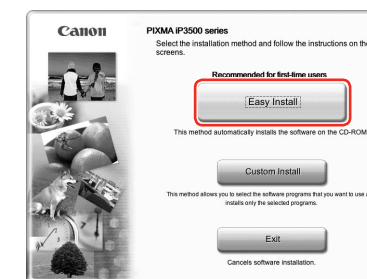 Canon
PIXMA iP3500 series
Select the installation method and follow the instructions on the
screens.
Recommended for first-time users
Easy Install
This method automatically installs the software on the CD-ROM
Custom Install
This method allows you to select the software programs that you want to use a
installs only the selected programs.
Exit
Cancels software installation.